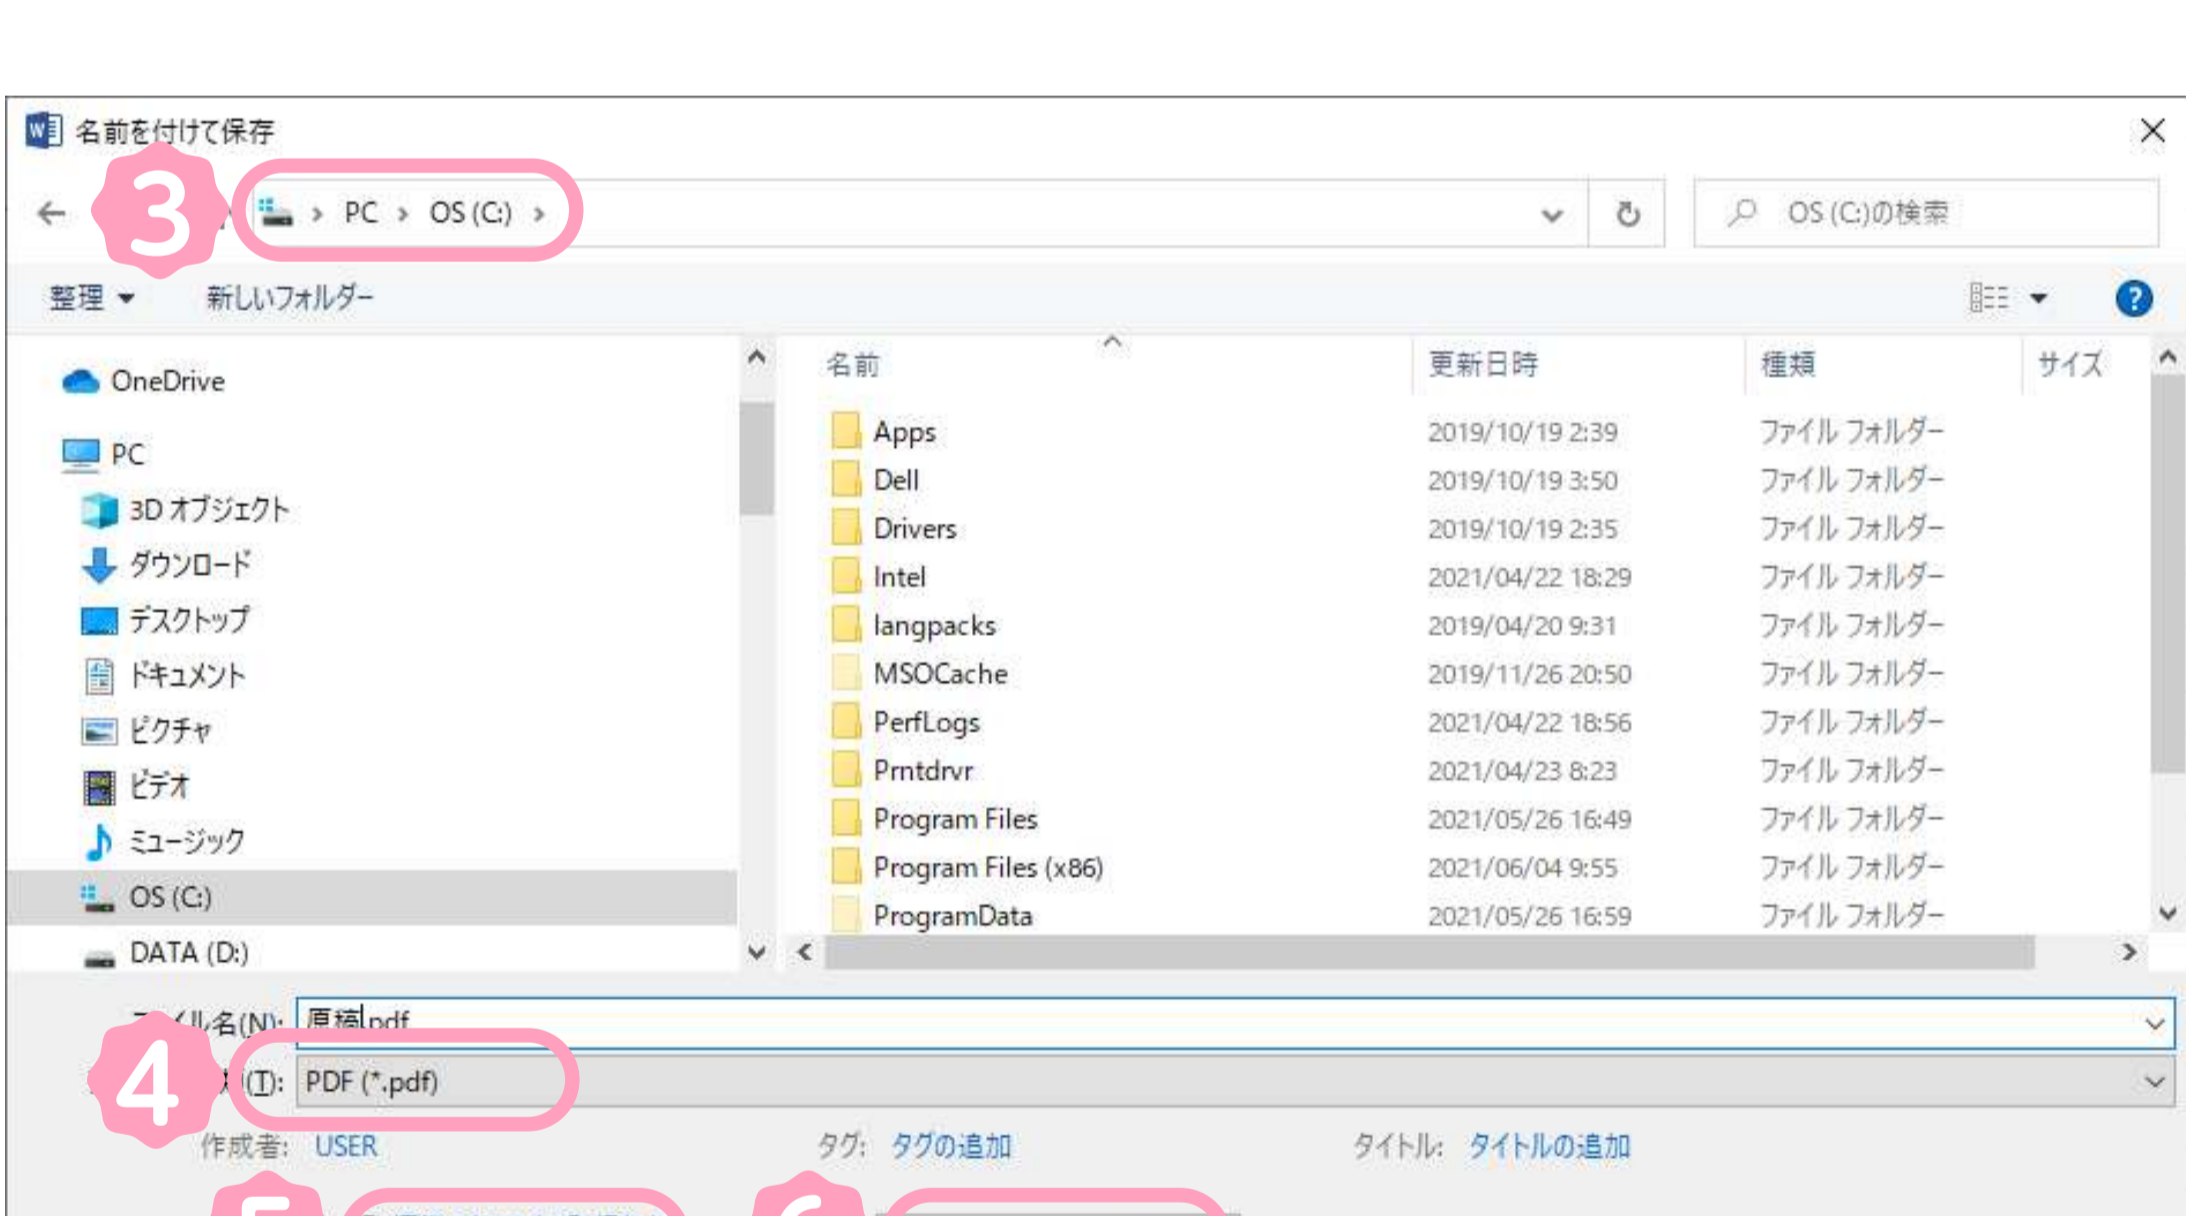 名前を付けて保存
3
PC > OS (C:) >
OS (C:)の検索
整理
新しいフォルダー
OneDrive
PC
3D オブジェクト
ダウンロード
デスクトップ
ドキュメント
ピクチャ
ビデオ
ミュージック
OS (C:)
DATA (D:)
名前 更新日時 種類 サイズ
Apps 2019/10/19 2:39 ファイル フォルダー
Dell 2019/10/19 3:50 ファイル フォルダー
Drivers 2019/10/19 2:35 ファイル フォルダー
Intel 2021/04/22 18:29 ファイル フォルダー
langpacks 2019/04/20 9:31 ファイル フォルダー
MSOCache 2019/11/26 20:50 ファイル フォルダー
PerfLogs 2021/04/22 18:56 ファイル フォルダー
Prntdrvr 2021/04/23 8:23 ファイル フォルダー
Program Files 2021/05/26 16:49 ファイル フォルダー
Program Files (x86) 2021/06/04 9:55 ファイル フォルダー
ProgramData 2021/05/26 16:59 ファイル フォルダー
ル名(N): 原稿.pdf
4
(T): PDF (*.pdf)
作成者: USER タグ: タグの追加 タイトル: タイトルの追加
5 6